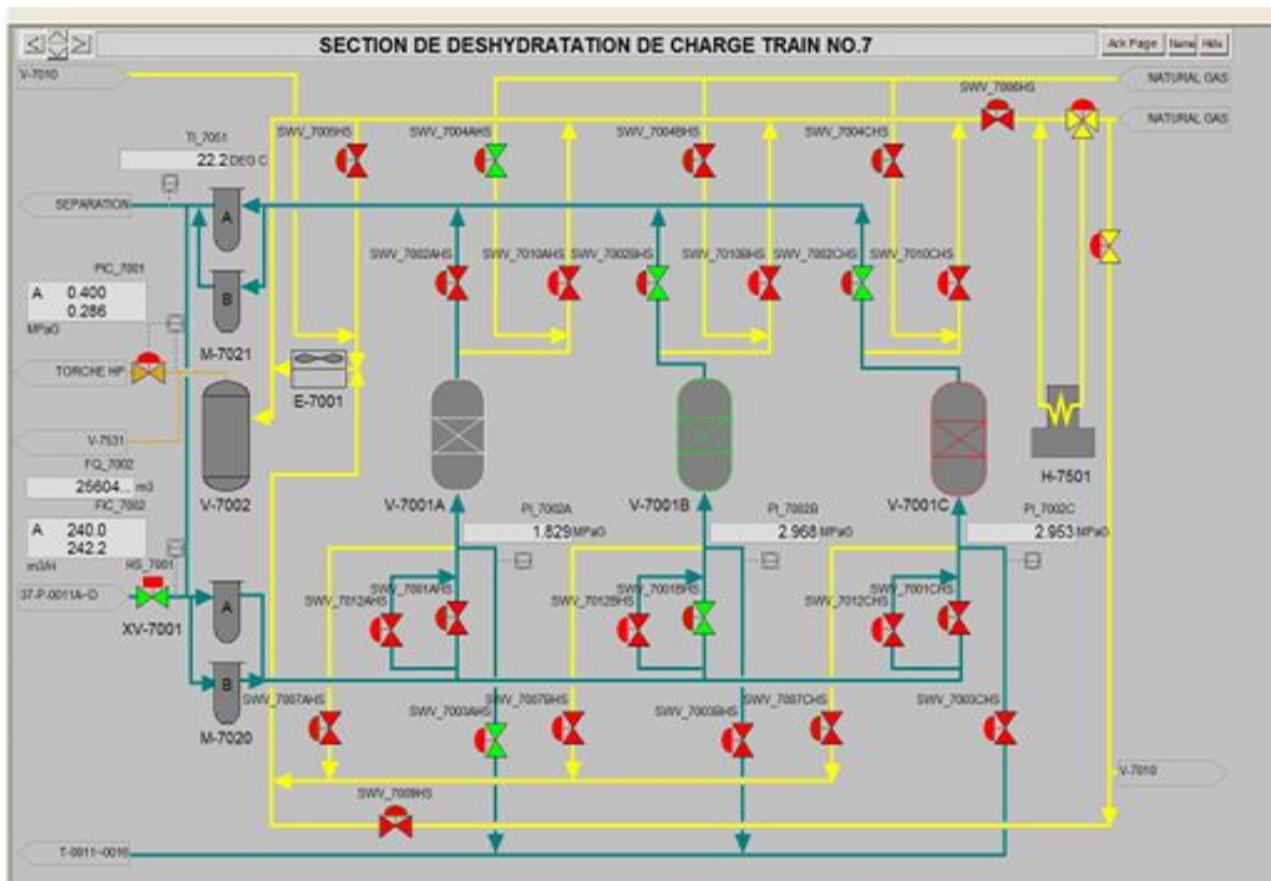 SECTION DE DESHYDRATATION DE CHARGE TRAIN NO.7
Ack Page
Name
Hide
V-7010
NATURAL GAS
SWV_7006HS
NATURAL GAS
SWV_7005HS
SWV_7004AHS
SWV_7004BHS
SWV_7004CHS
TI_7051
22.2 DEG C
SEPARATION
A
SWV_7002AHS
SWV_7010AHS
SWV_7002BHS
SWV_7010BHS
SWV_7002CHS
SWV_7010CHS
PIC_7001
A 0.400
0.286
MPaG
B
M-7021
TORCHE HP
E-7001
V-7531
H-7501
FQ_7002
25604... m3
V-7002
V-7001A
V-7001B
V-7001C
FIC_7002
A 240.0
242.2
m3/H
PI_7002A
1.829 MPaG
PI_7002B
2.968 MPaG
PI_7002C
2.953 MPaG
HS_7001
37-P-0011A~D
XV-7001
A
SWV_7012AHS
SWV_7001AHS
SWV_7012BHS
SWV_7001BHS
SWV_7012CHS
SWV_7001CHS
B
M-7020
SWV_7007AHS
SWV_7003AHS
SWV_7007BHS
SWV_7003BHS
SWV_7007CHS
SWV_7003CHS
V-7010
SWV_7009HS
T-0011~0016